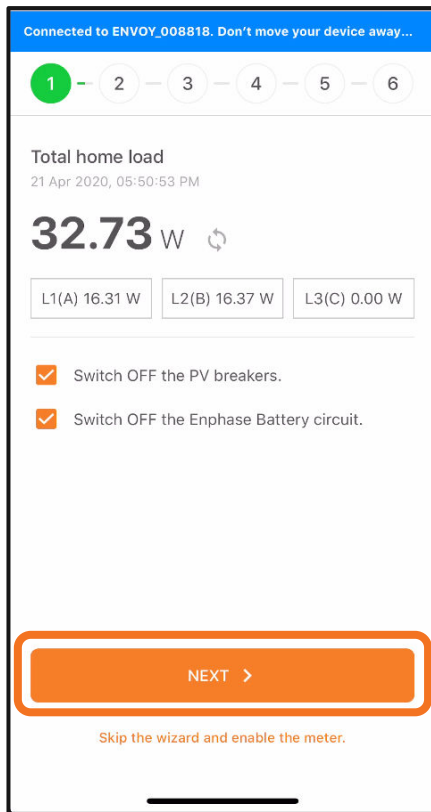 Connected to ENVOY_008818. Don't move your device away...
1 2 3 4 5 6
Total home load
21 Apr 2020, 05:50:53 PM
32.73 W
L1(A) 16.31 W L2(B) 16.37 W L3(C) 0.00 W
Switch OFF the PV breakers.
Switch OFF the Enphase Battery circuit.
NEXT
Skip the wizard and enable the meter.